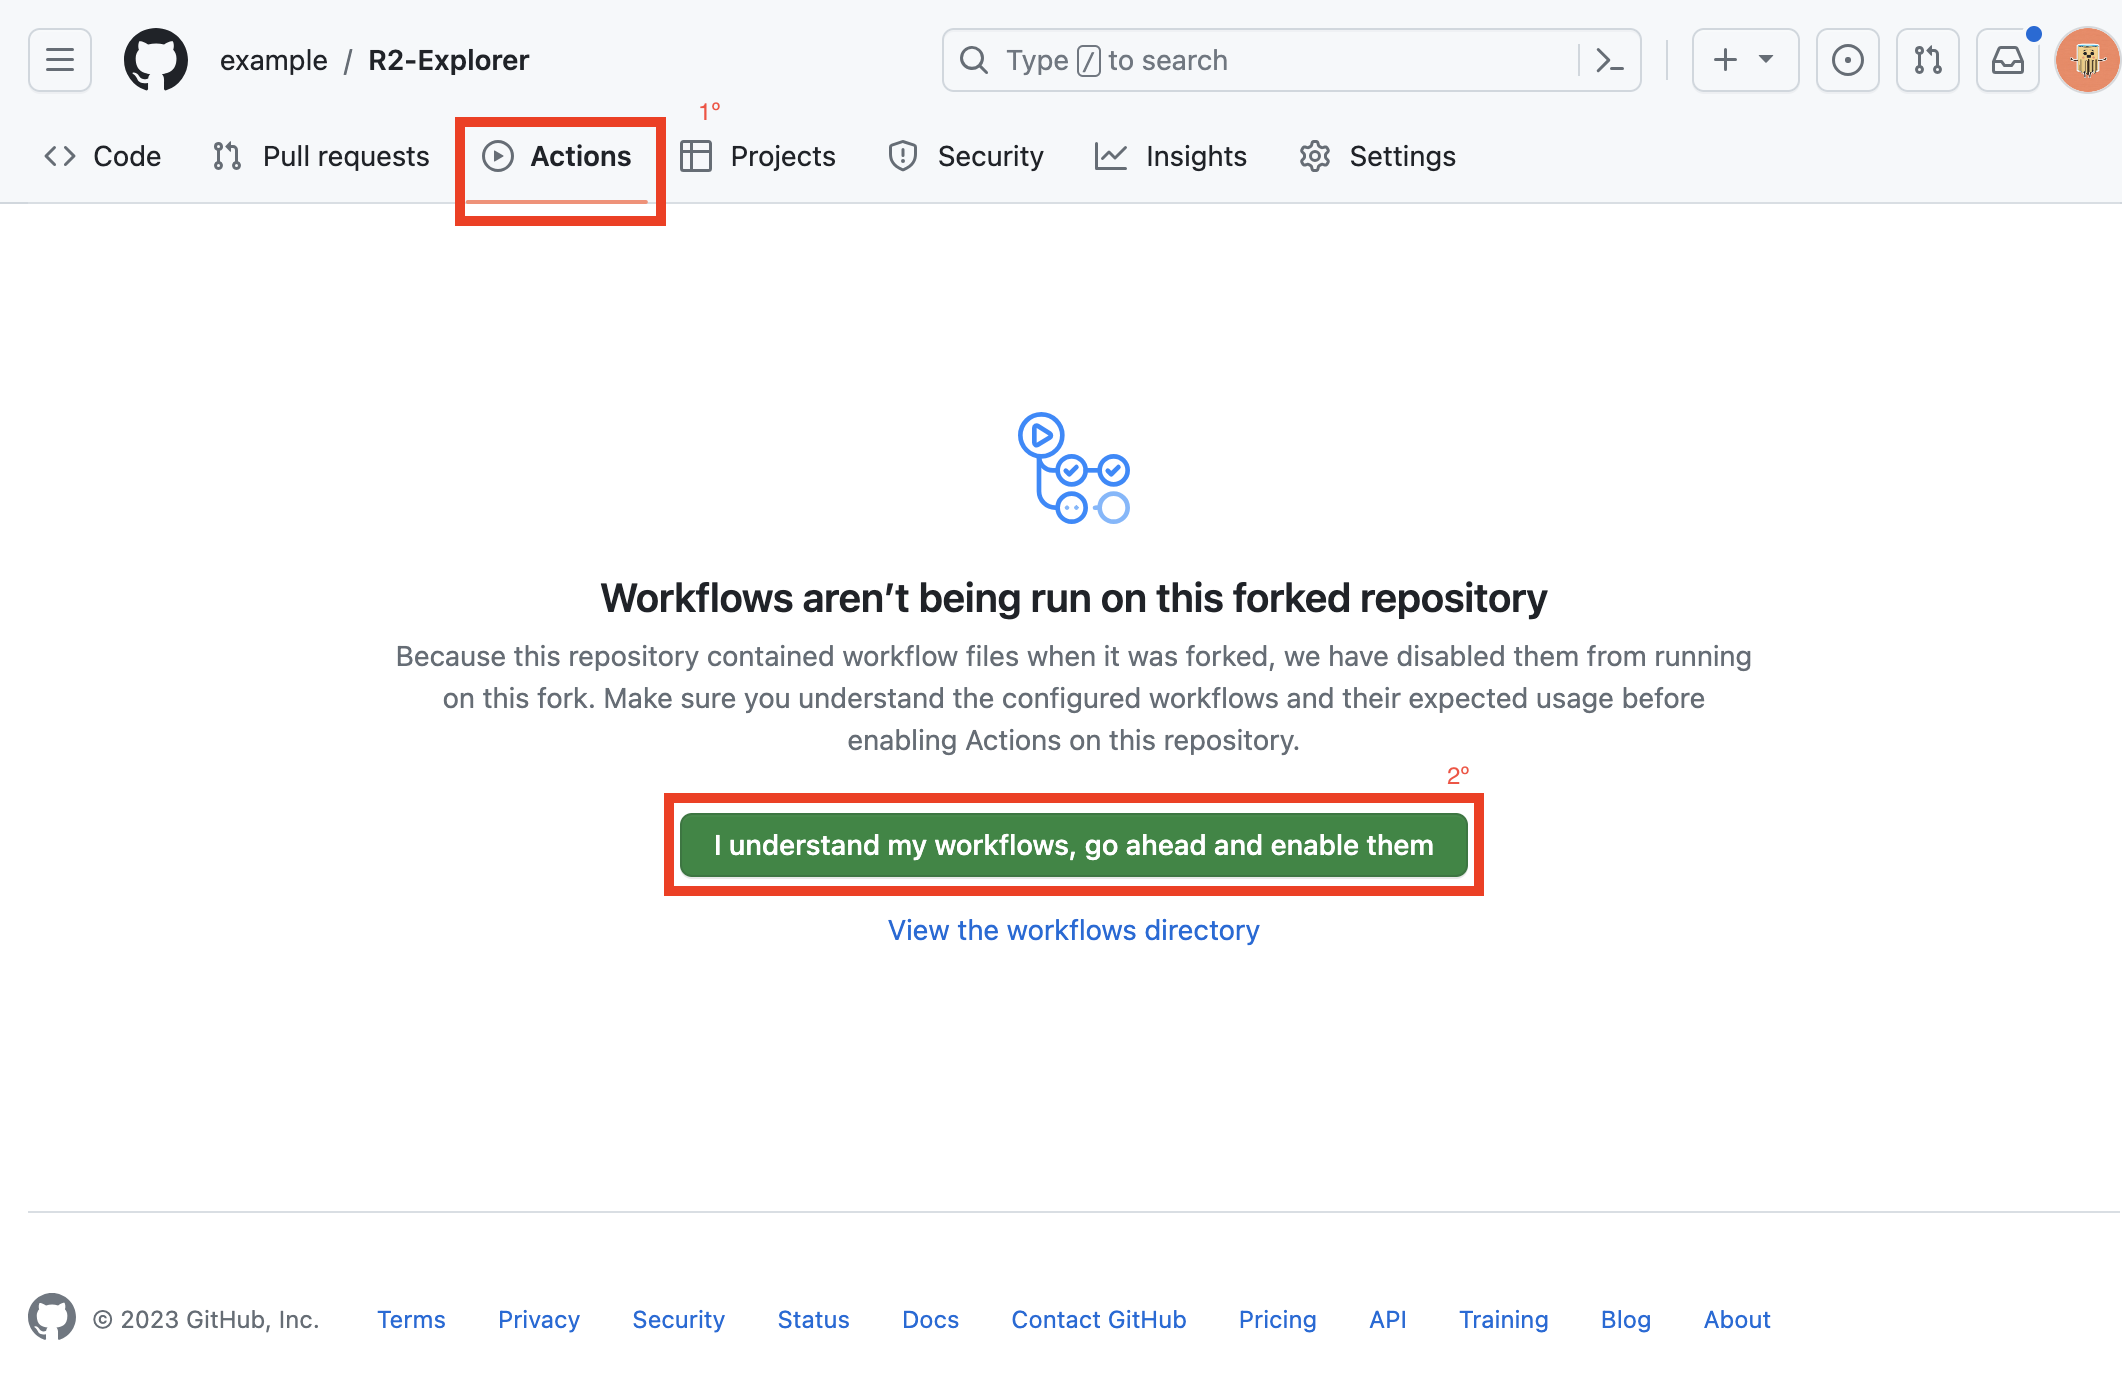 example / R2-Explorer
Type / to search
1º
Code Pull requests Actions Projects Security Insights Settings
Workflows aren’t being run on this forked repository
Because this repository contained workflow files when it was forked, we have disabled them from running
on this fork. Make sure you understand the configured workflows and their expected usage before
enabling Actions on this repository.
2º
I understand my workflows, go ahead and enable them
View the workflows directory
© 2023 GitHub, Inc. Terms Privacy Security Status Docs Contact GitHub Pricing API Training Blog About